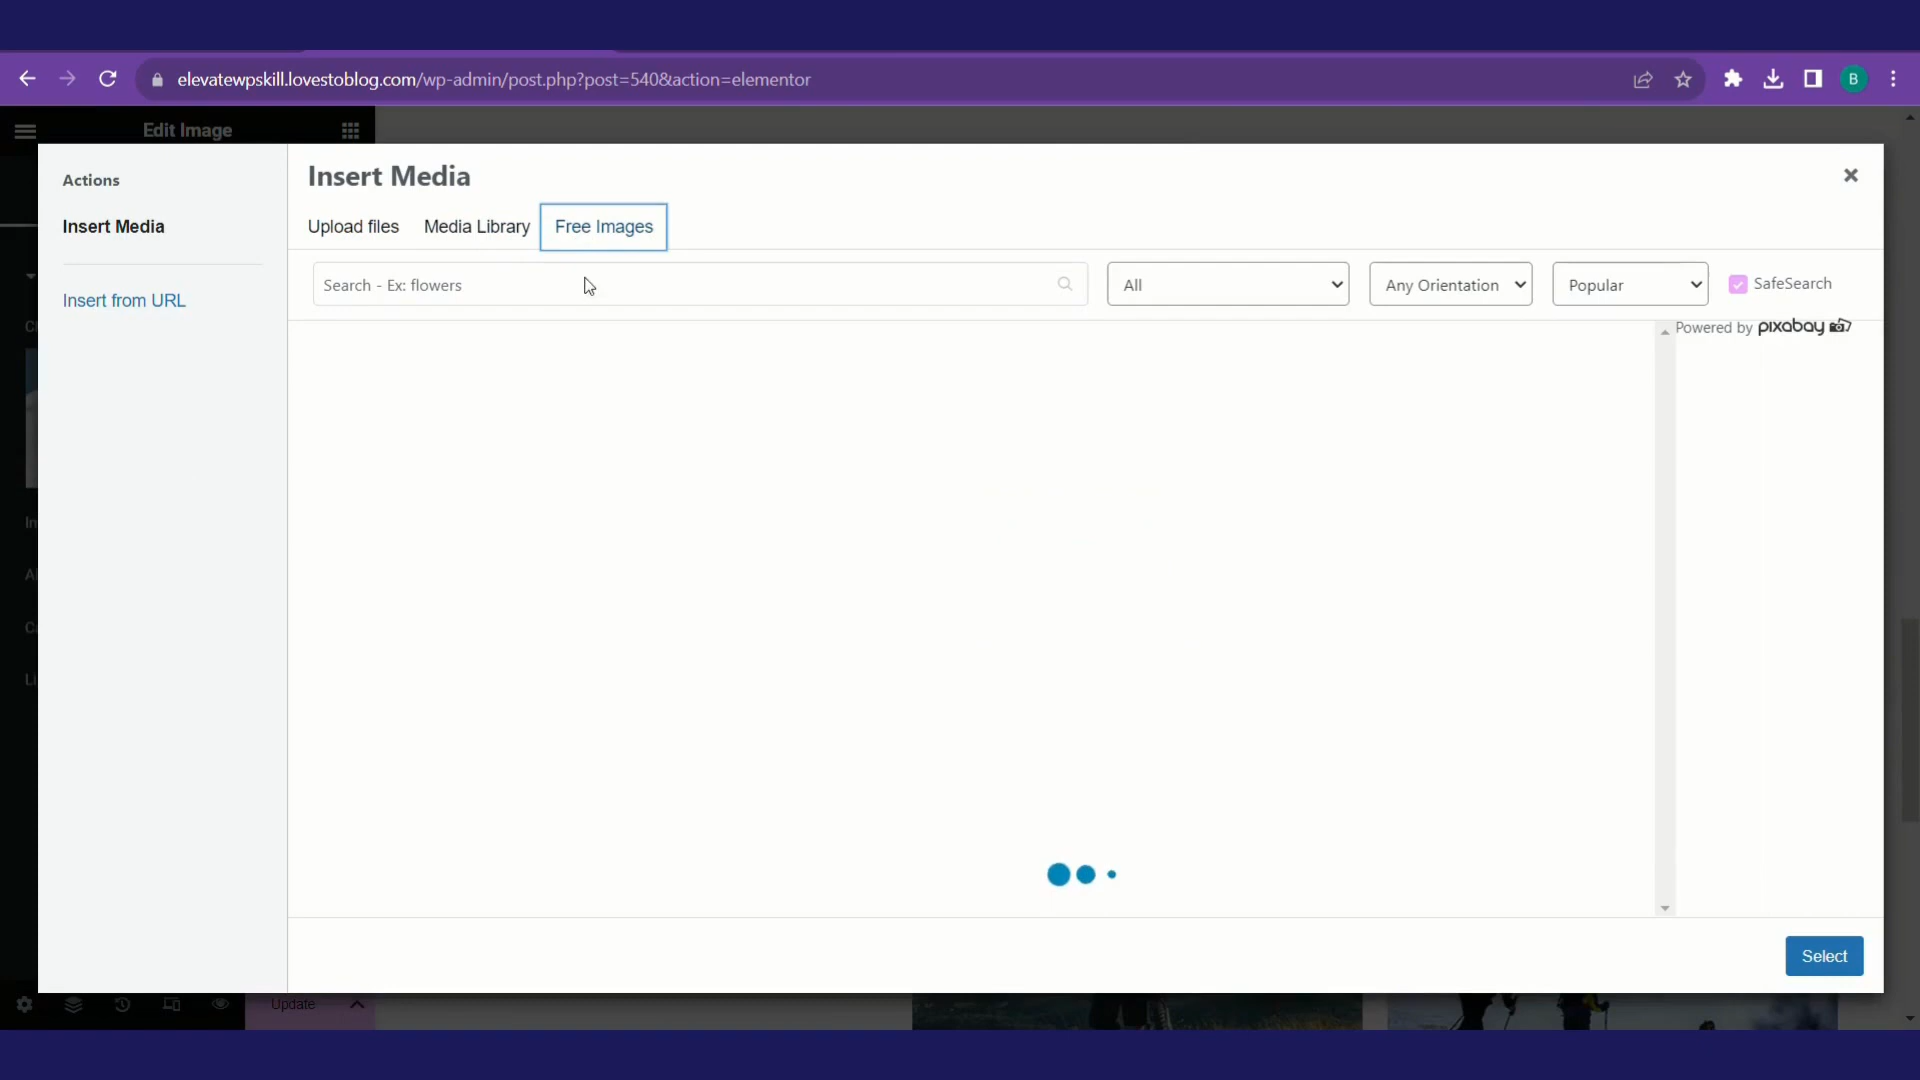 elevatewpskill.lovestoblog.com/wp-admin/post.php?post=540&action=elementor
B
Edit Image
Actions
Insert Media
Insert from URL
Insert Media
Upload files
Media Library
Free Images
Search - Ex: flowers
All
Any Orientation
Popular
SafeSearch
Powered by pixabay
Select
Update